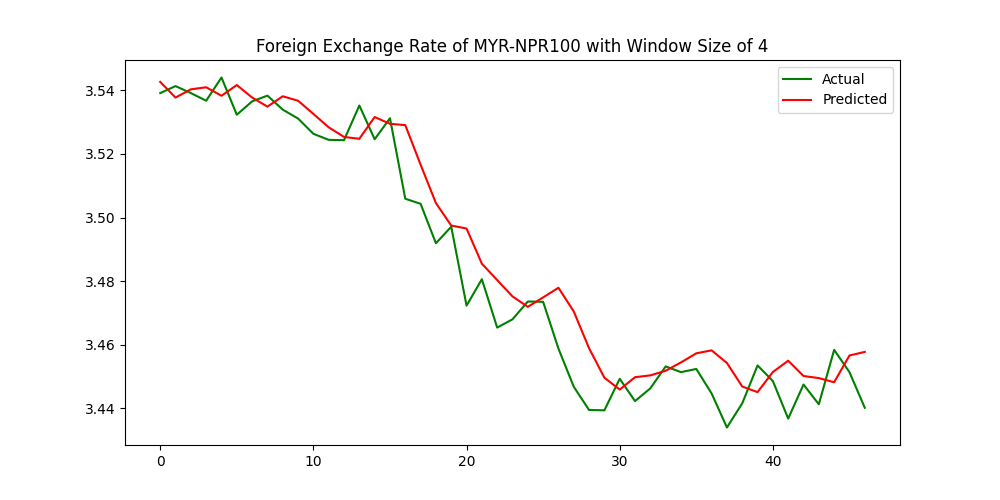 Foreign Exchange Rate of MYR-NPR100 with Window Size of 4
Actual
Predicted
3.54
3.52
3.50
3.48
3.46
3.44
0 10 20 30 40